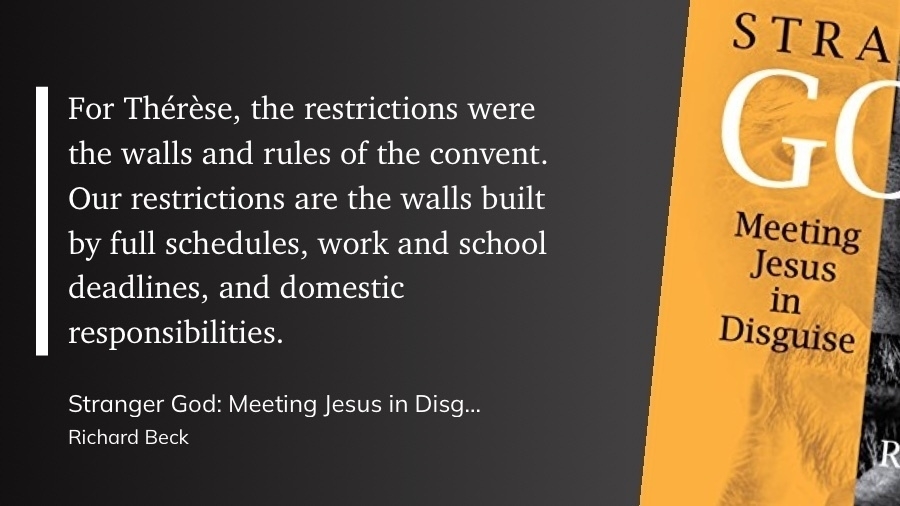 For Thérèse, the restrictions were
the walls and rules of the convent.
Our restrictions are the walls built
by full schedules, work and school
deadlines, and domestic
responsibilities.
Stranger God: Meeting Jesus in Disg...
Richard Beck
STRA
GO
Meeting
Jesus
in
Disguise
R